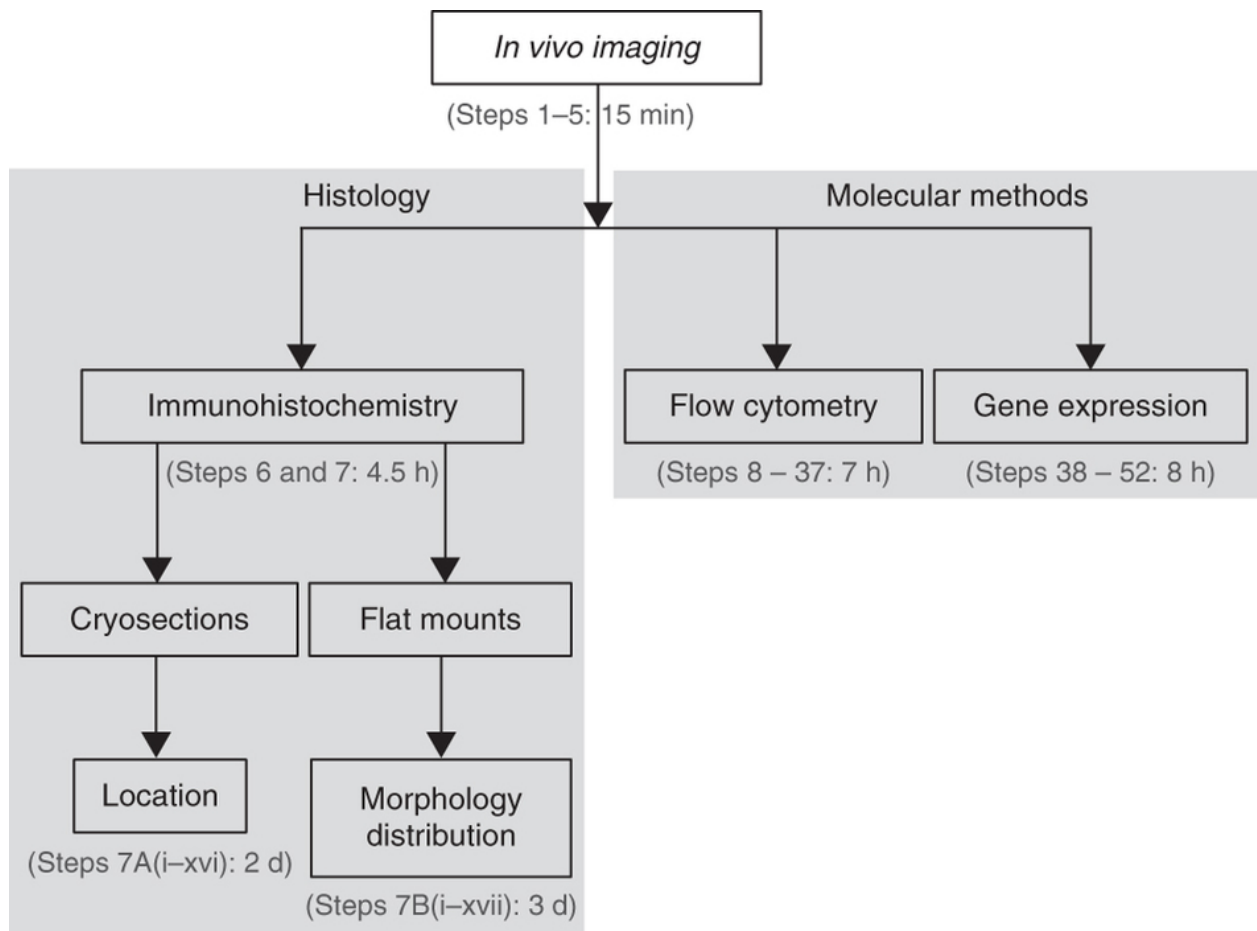 In vivo imaging
(Steps 1–5: 15 min)
Histology
Molecular methods
Immunohistochemistry
Flow cytometry
Gene expression
(Steps 6 and 7: 4.5 h)
(Steps 8 – 37: 7 h)
(Steps 38 – 52: 8 h)
Cryosections
Flat mounts
Location
Morphology
distribution
(Steps 7A(i–xvi): 2 d)
(Steps 7B(i–xvii): 3 d)